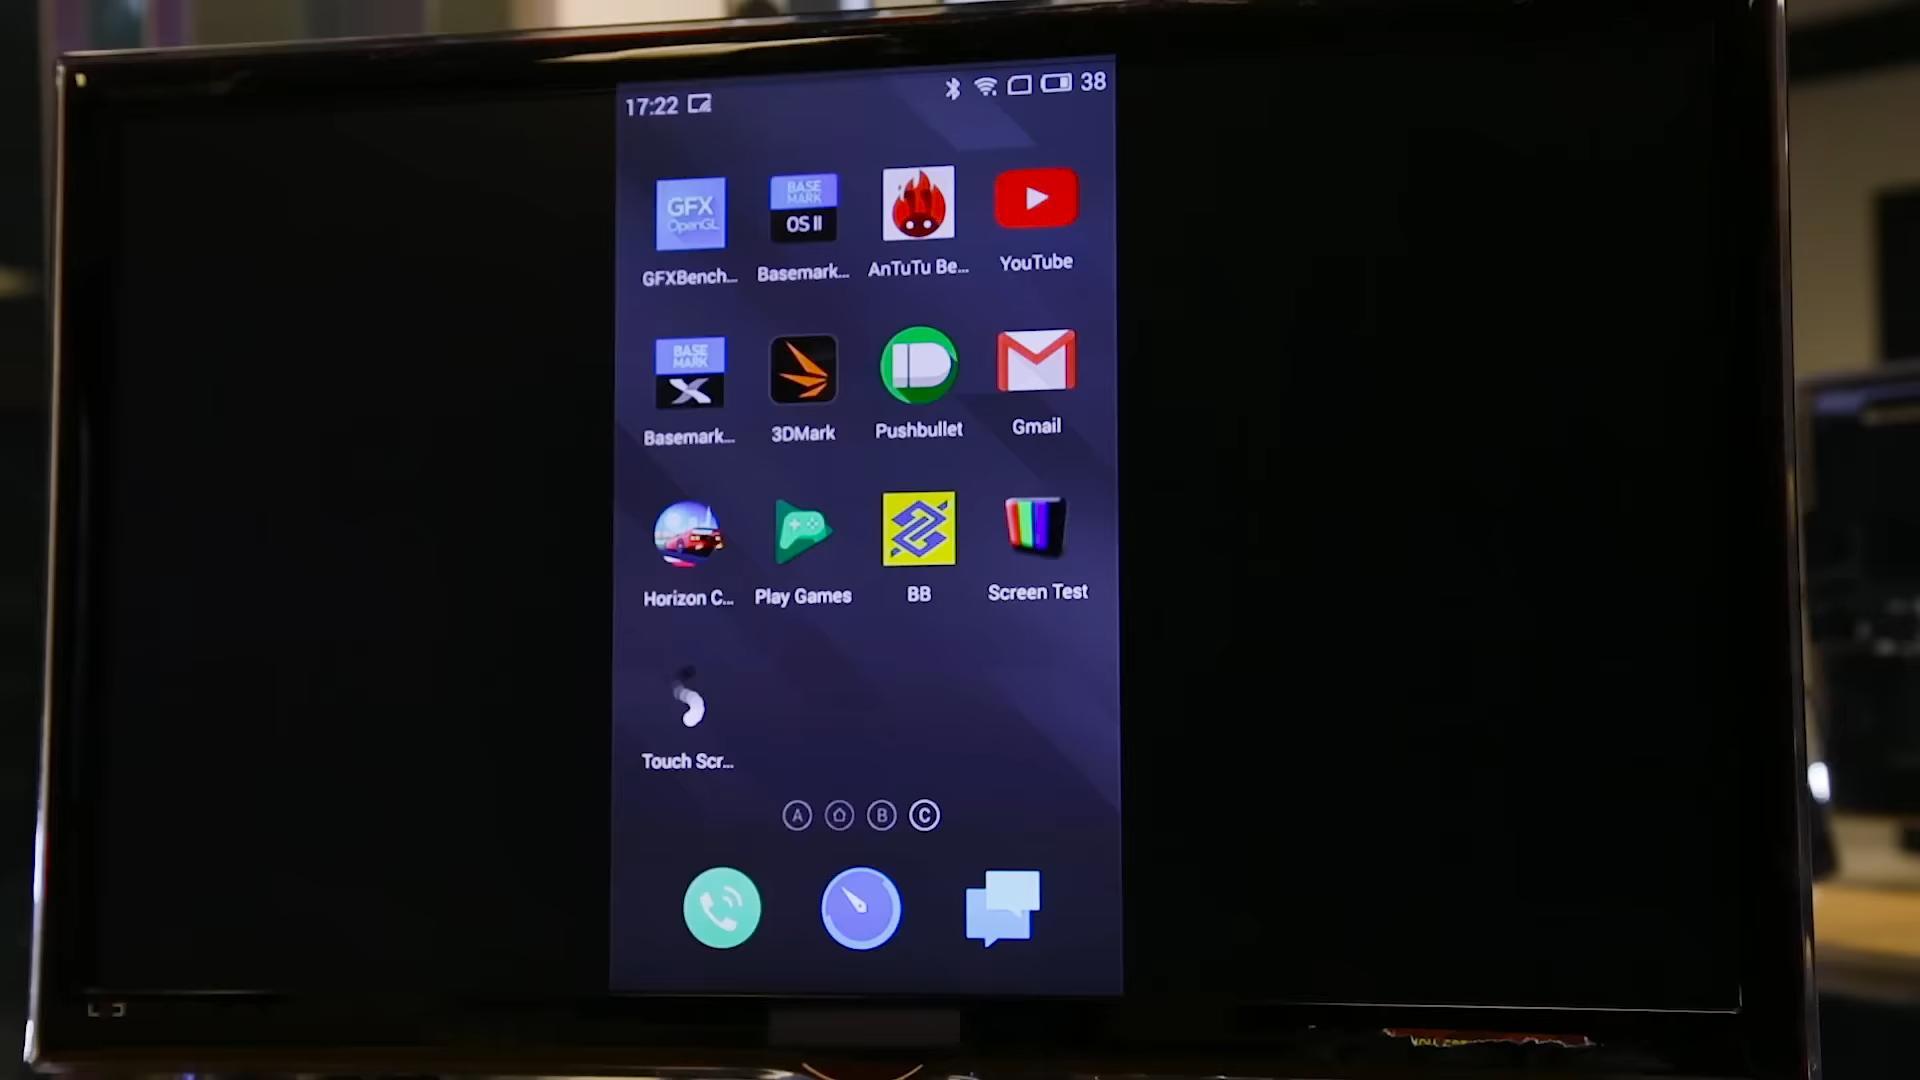 17:22 38
GFX
OpenGL
BASE
MARK
OS II
GFXBench... Basemark... AnTuTu Be... YouTube
BASE
MARK
X
Basemark... 3DMark Pushbullet Gmail
Horizon C... Play Games BB Screen Test
Touch Scr...
A B C